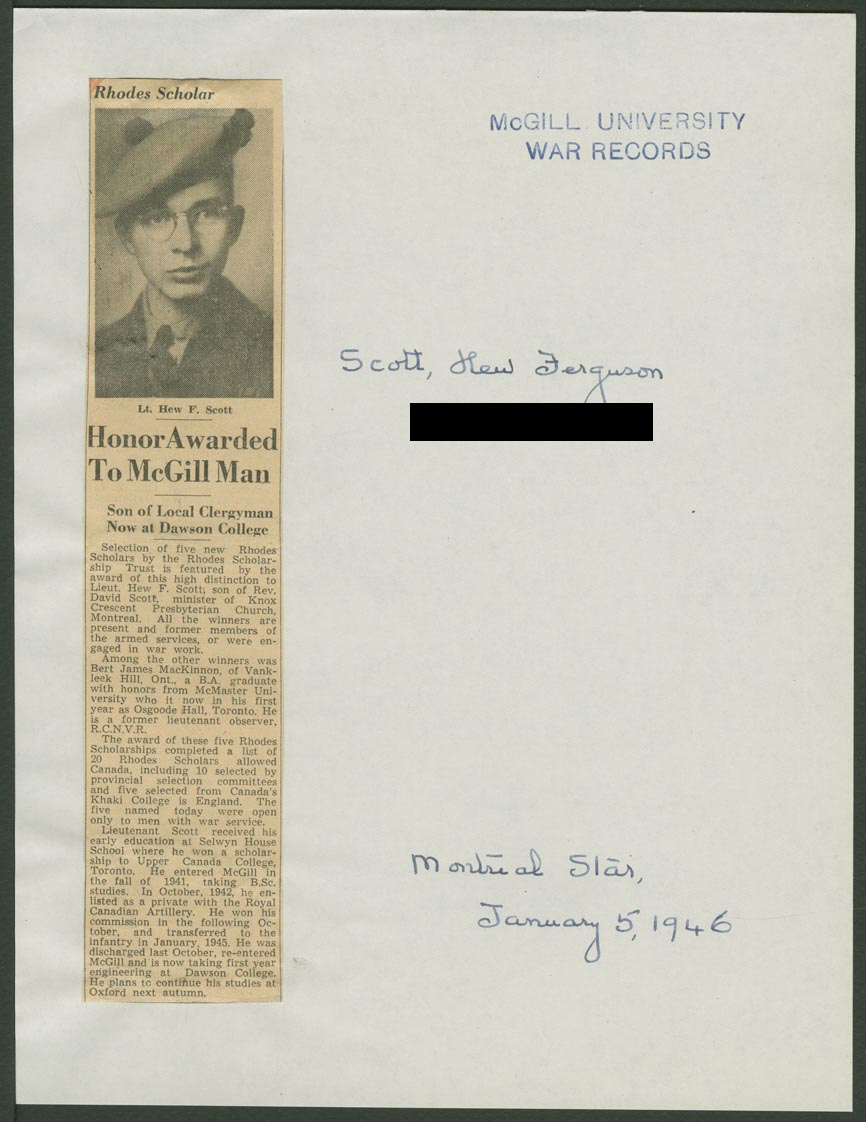 Rhodes Scholar
McGILL UNIVERSITY
WAR RECORDS
Scott, Hew Ferguson
Lt. Hew F. Scott
Honor Awarded
To McGill Man
Son of Local Clergyman
Now at Dawson College
Selection of five new Rhodes
Scholars by the Rhodes Scholar-
ship Trust is featured by the
award of this high distinction to
Lieut. Hew F. Scott, son of Rev.
David Scott, minister of Knox
Crescent Presbyterian Church,
Montreal. All the winners are
present and former members of
the armed services, or were en-
gaged in war work.
Among the other winners was
Bert James MacKinnon, of Vank-
leek Hill, Ont., a B.A. graduate
with honors from McMaster Uni-
versity who it now in his first
year as Osgoode Hall, Toronto. He
is a former lieutenant observer,
R.C.N.V.R.
The award of these five Rhodes
Scholarships completed a list of
20 Rhodes Scholars allowed
Canada, including 10 selected by
provincial selection committees
and five selected from Canada's
Khaki College is England. The
five named today were open
only to men with war service.
Lieutenant Scott received his
early education at Selwyn House
School where he won a scholar-
ship to Upper Canada College,
Toronto. He entered McGill in
the fall of 1941, taking B.Sc.
studies. In October, 1942, he en-
listed as a private with the Royal
Canadian Artillery. He won his
commission in the following Oc-
tober, and transferred to the
infantry in January, 1945. He was
discharged last October, re-entered
McGill and is now taking first year
engineering at Dawson College.
He plans to continue his studies at
Oxford next autumn.
Montreal Star,
January 5, 1946